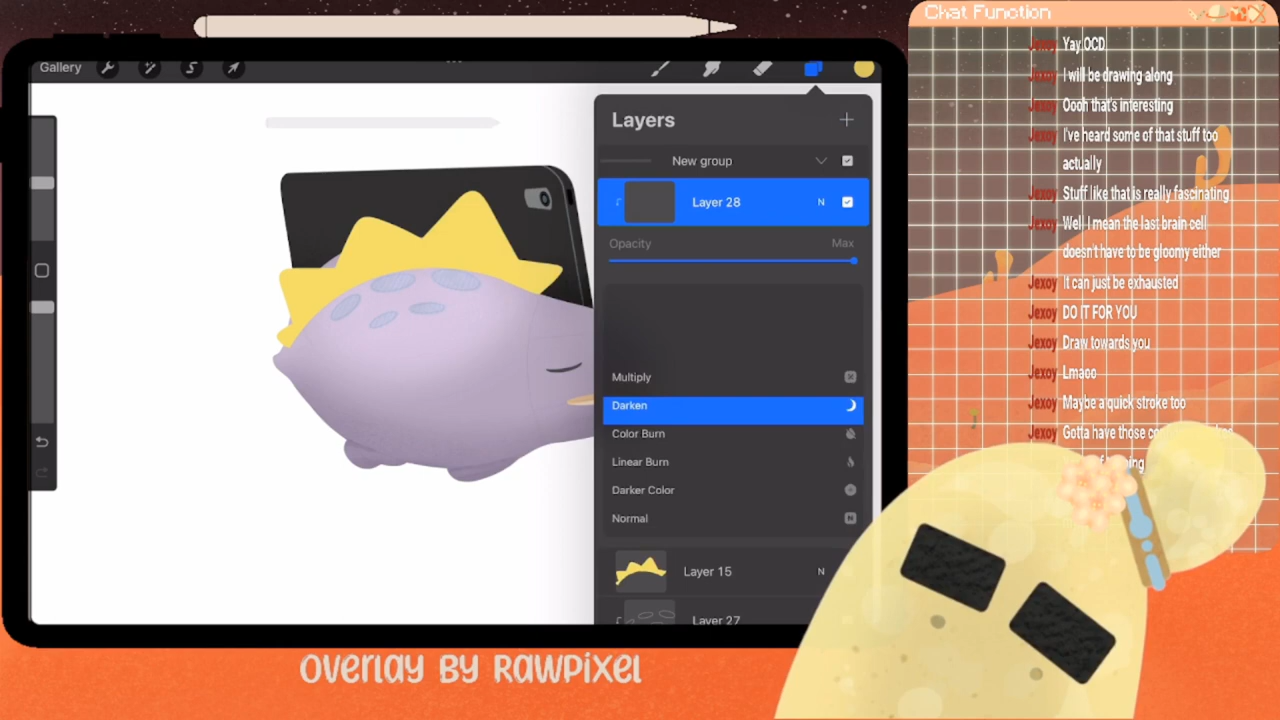 Gallery
Layers
New group
Layer 28
N
Opacity
Max
Multiply
Darken
Color Burn
Linear Burn
Darker Color
Normal
N
Layer 15
N
Layer 27
Chat Function
Jexoy Yay OCD
Jexoy I will be drawing along
Jexoy Oooh that's interesting
Jexoy I've heard some of that stuff too
actually
Jexoy Stuff like that is really fascinating
Jexoy Well I mean the last brain cell
doesn't have to be gloomy either
Jexoy It can just be exhausted
Jexoy DO IT FOR YOU
Jexoy Draw towards you
Jexoy Lmaoo
Jexoy Maybe a quick stroke too
Jexoy Gotta have those
Overlay by Rawpixel